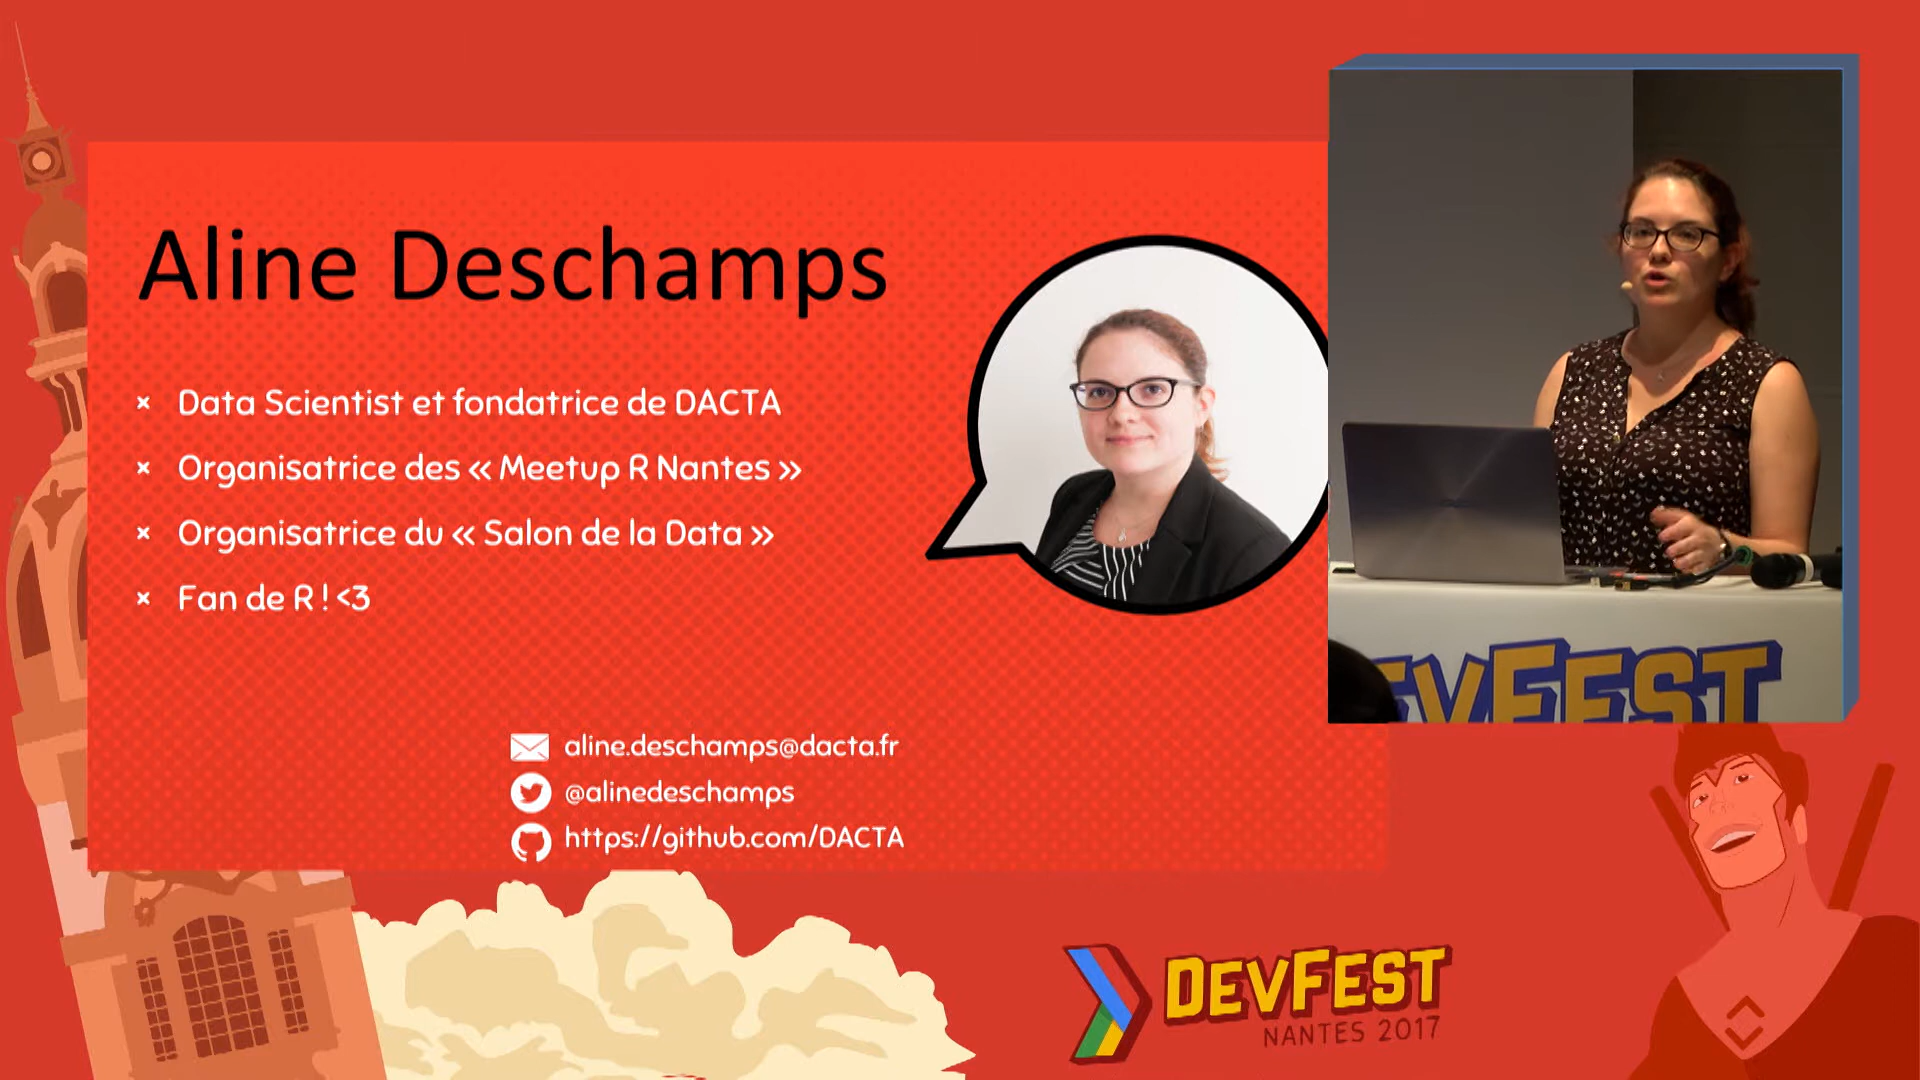 Aline Deschamps
× Data Scientist et fondatrice de DACTA
× Organisatrice des « Meetup R Nantes »
× Organisatrice du « Salon de la Data »
× Fan de R ! <3
aline.deschamps@dacta.fr
@alinedeschamps
https://github.com/DACTA
EVFEST
DEVFEST
NANTES 2017